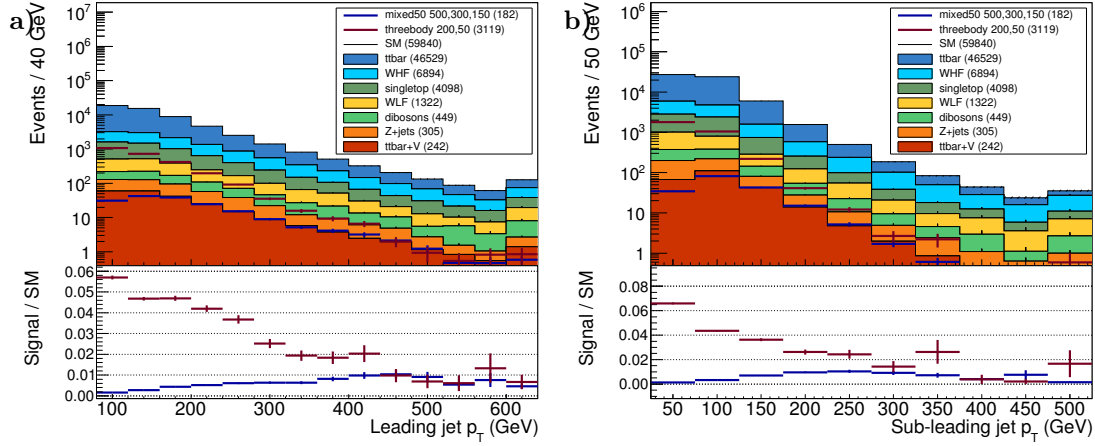 a)
Events / 40 GeV
10⁷
10⁶
10⁵
10⁴
10³
10²
10
1
mixed50 500,300,150 (182)
threebody 200,50 (3119)
SM (59840)
ttbar (46529)
WHF (6894)
singletop (4098)
WLF (1322)
dibosons (449)
Z+jets (305)
ttbar+V (242)
Signal / SM
0.06
0.05
0.04
0.03
0.02
0.01
0.00
100 200 300 400 500 600
Leading jet p_T (GeV)
b)
Events / 50 GeV
10⁶
10⁵
10⁴
10³
10²
10
1
mixed50 500,300,150 (182)
threebody 200,50 (3119)
SM (59840)
ttbar (46529)
WHF (6894)
singletop (4098)
WLF (1322)
dibosons (449)
Z+jets (305)
ttbar+V (242)
Signal / SM
0.08
0.06
0.04
0.02
0.00
50 100 150 200 250 300 350 400 450 500
Sub-leading jet p_T (GeV)